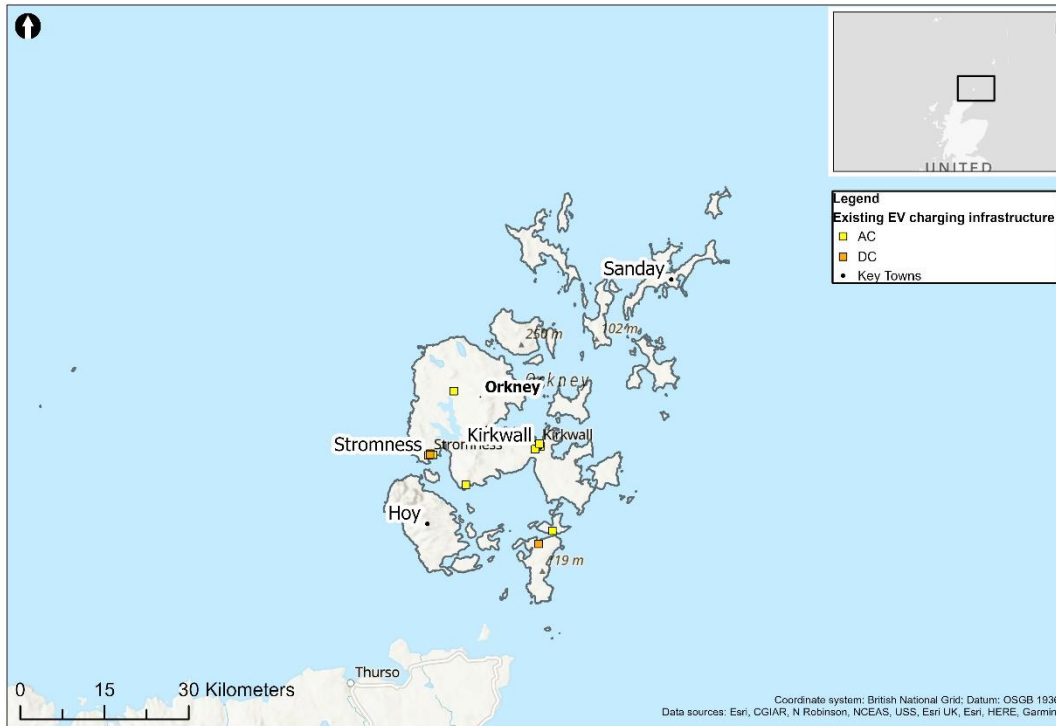 UNITED
Legend
Existing EV charging infrastructure
AC
DC
Key Towns
Sanday
250 m
102 m
Orkney
Orkney
Kirkwall
Kirkwall
Stromness
Stromness
Hoy
119 m
Thurso
0 15 30 Kilometers
Coordinate system: British National Grid; Datum: OSGB 1936
Data sources: Esri, CGIAR, N Robinson, NCEAS, USS, Esri UK, Esri, HERE, Garmin,